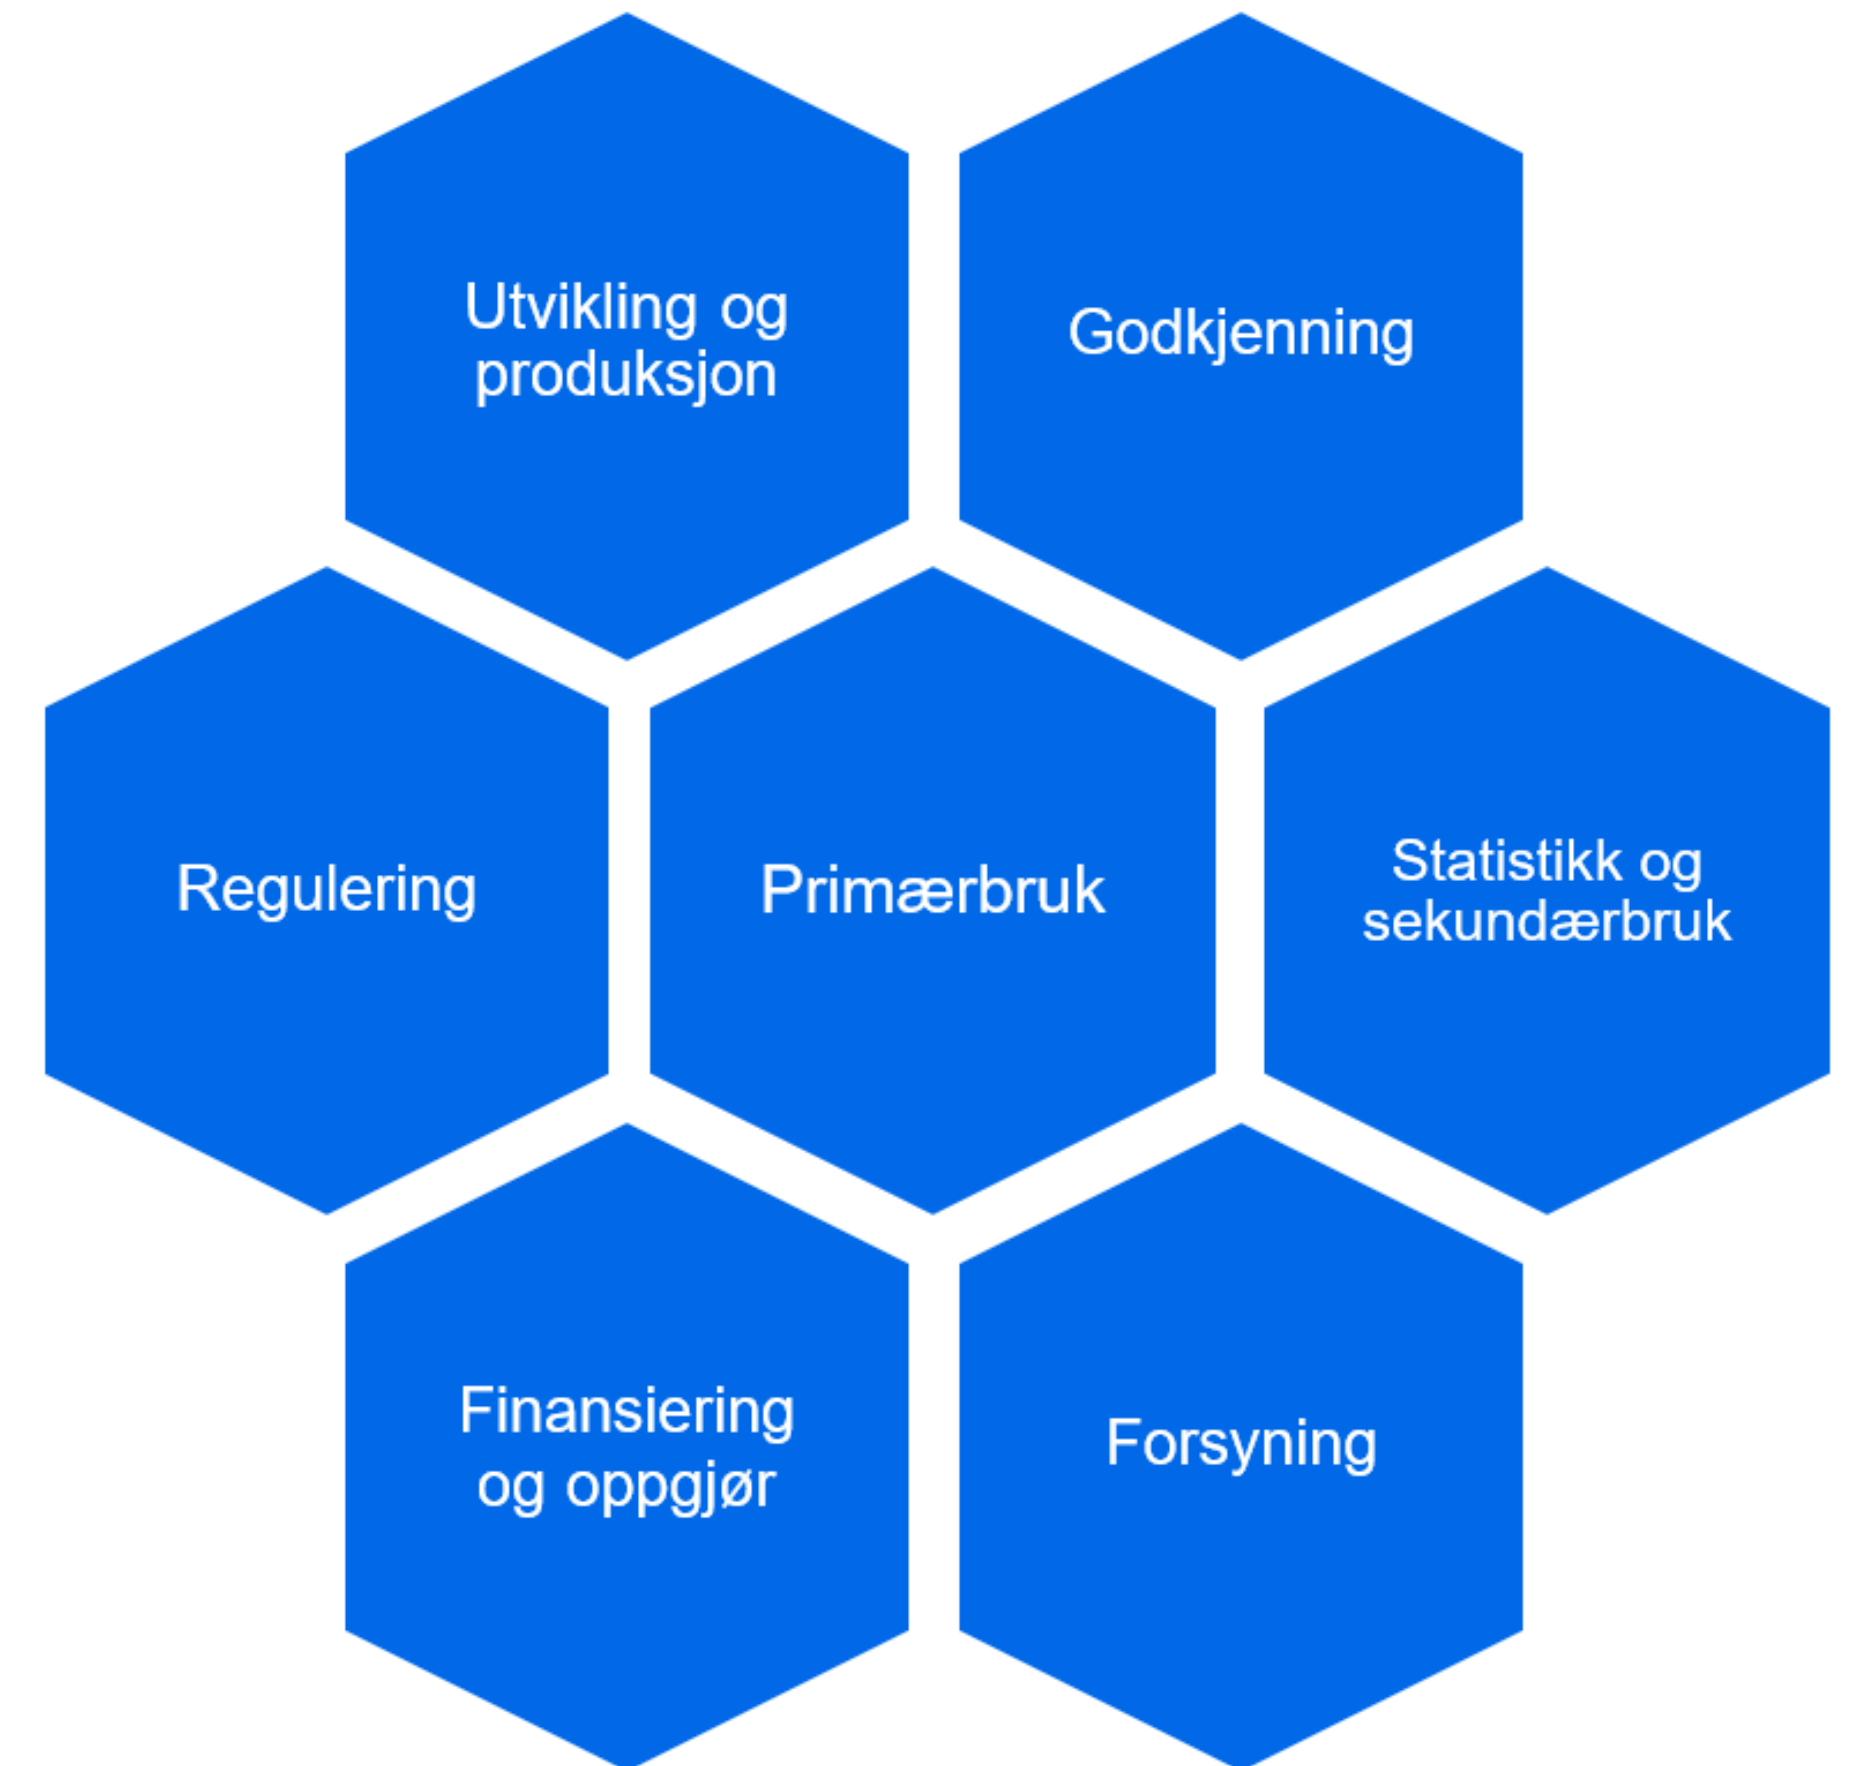 Utvikling og
produksjon
Godkjenning
Regulering
Primærbruk
Statistikk og
sekundærbruk
Finansiering
og oppgjør
Forsyning